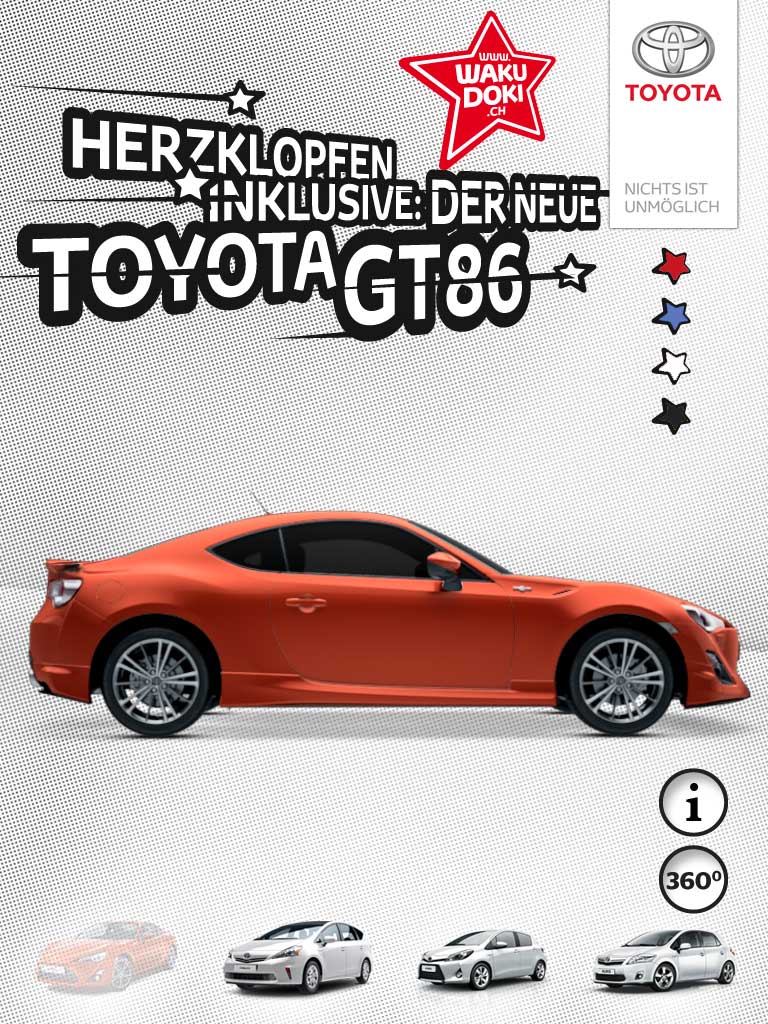 www.
WAKU
DOKI
.CH
TOYOTA
NICHTS IST
UNMÖGLICH
HERZKLOPFEN
INKLUSIVE: DER NEUE
TOYOTA GT86
i
360°